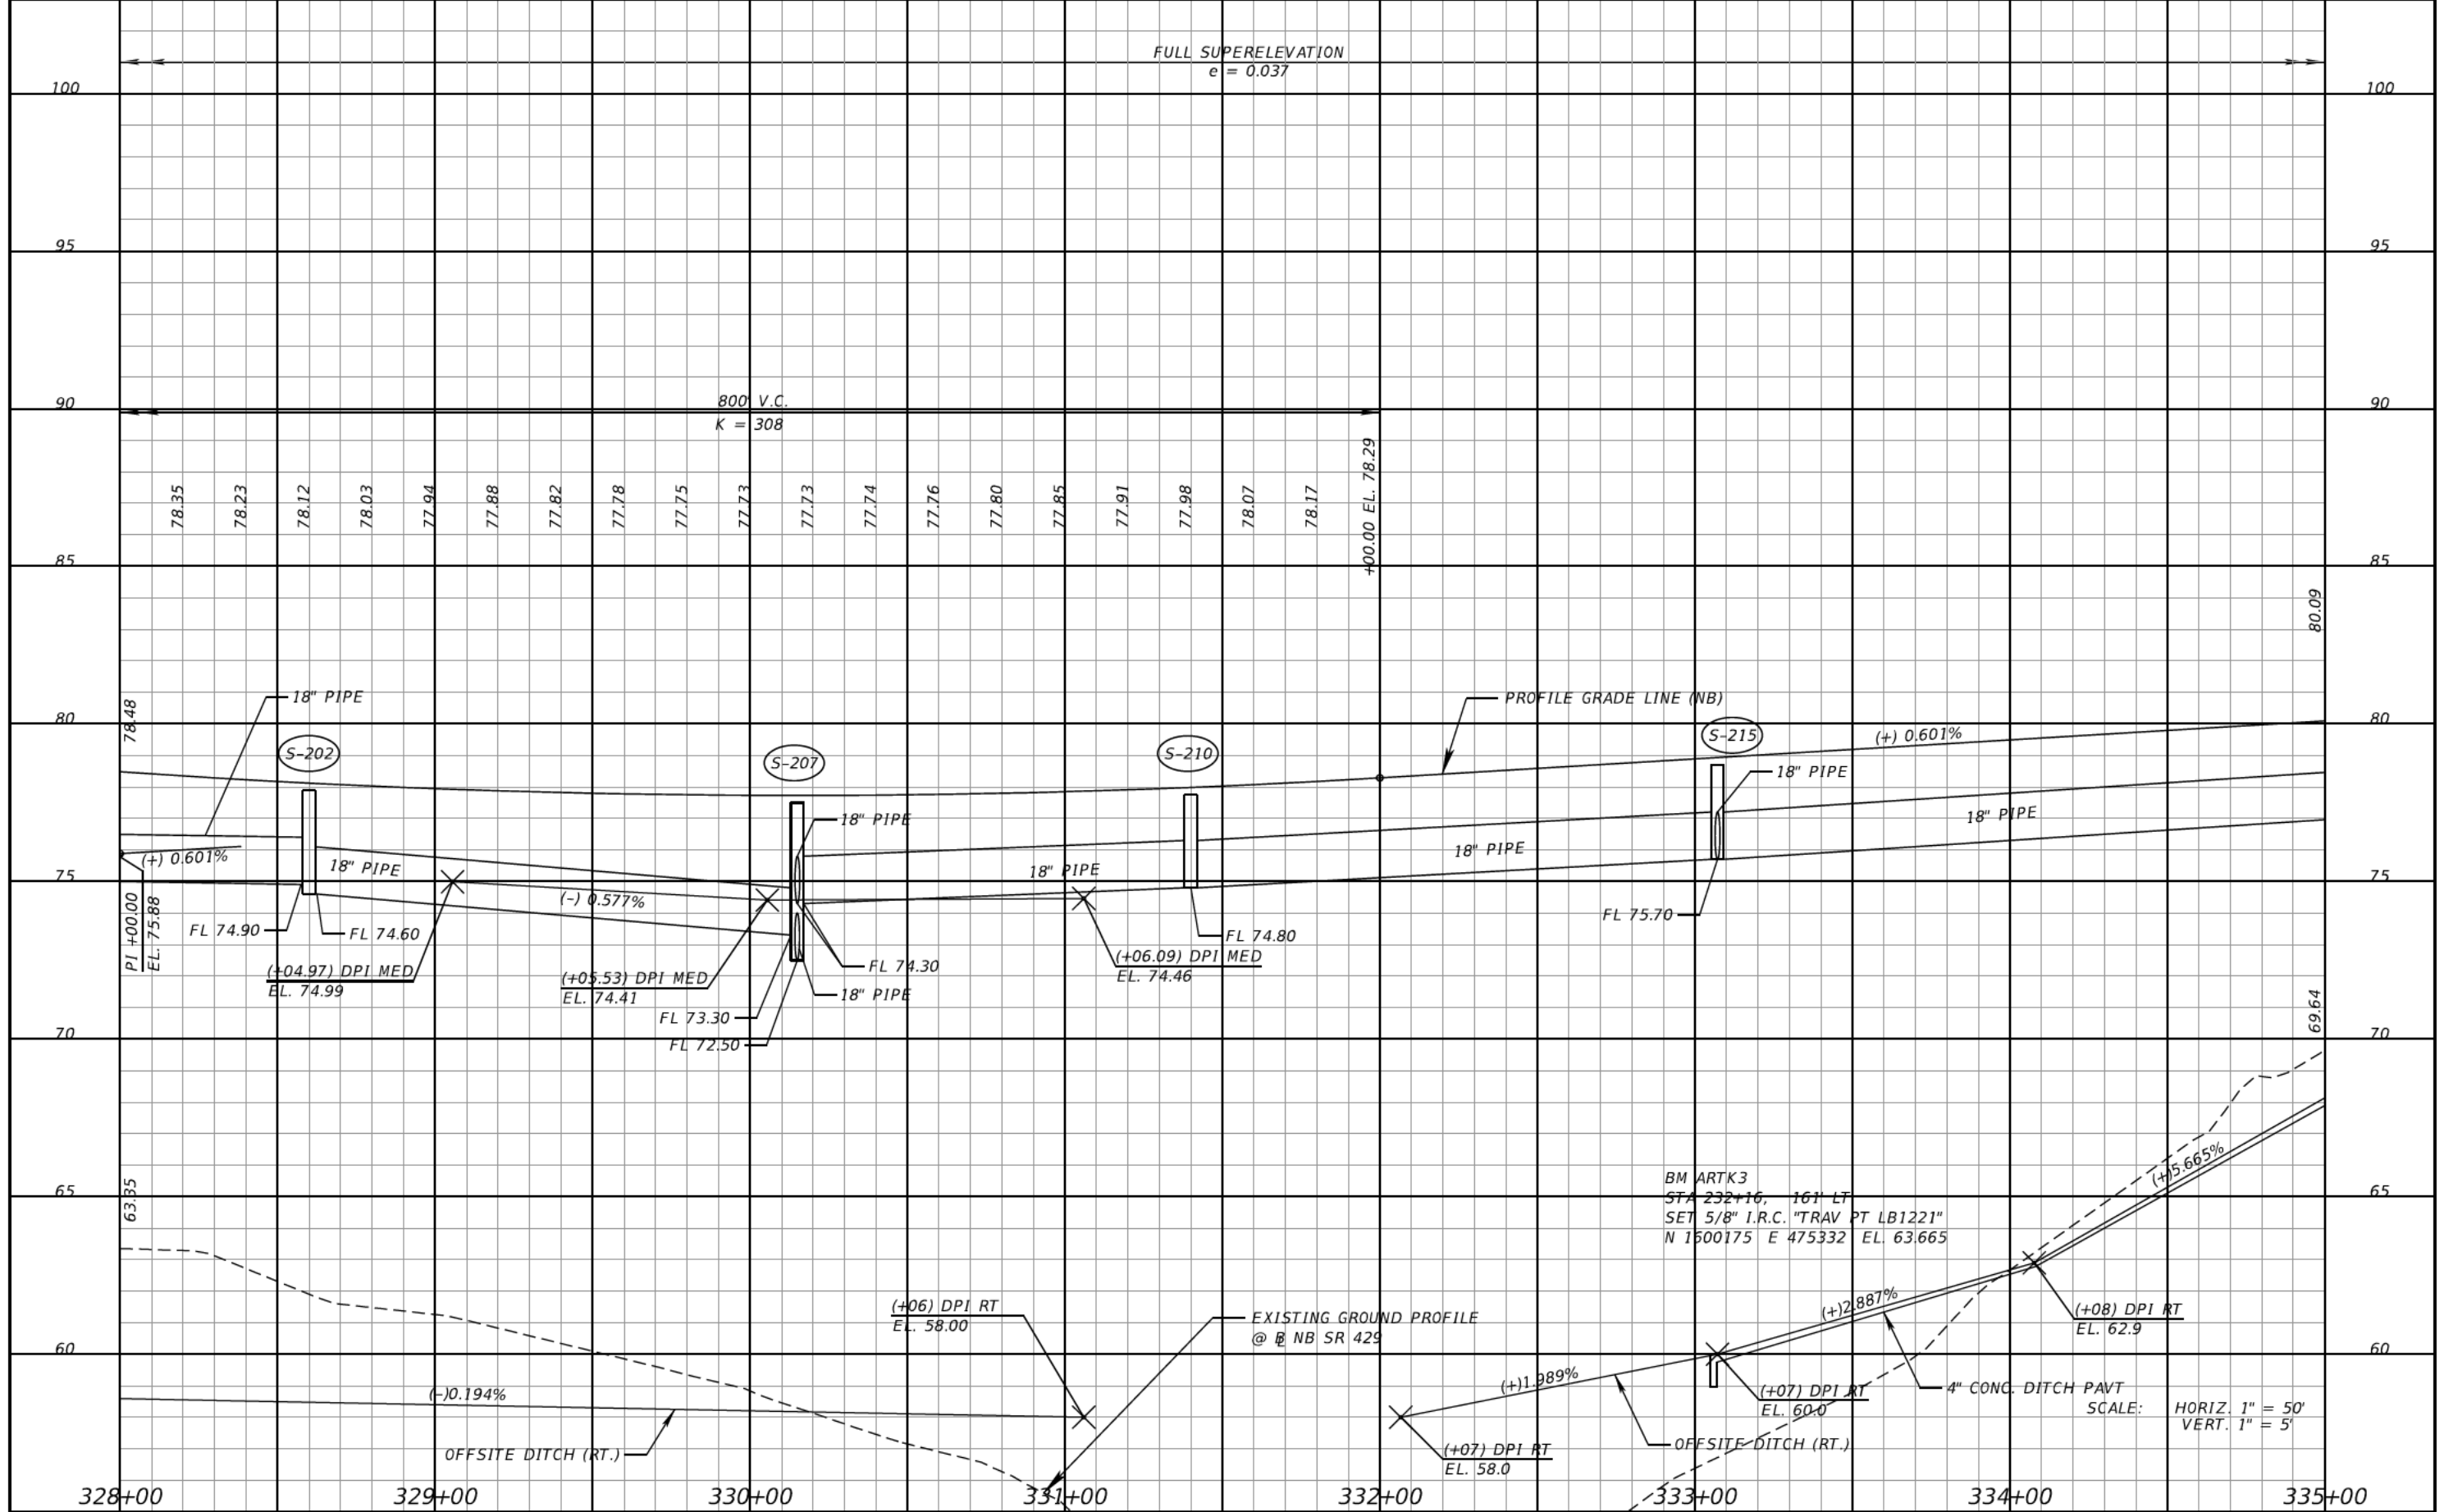 FULL SUPERELEVATION
e = 0.037
100
100
95
95
90
90
800' V.C.
K = 308
78.35
78.23
78.12
78.03
77.94
77.88
77.82
77.78
77.75
77.73
77.73
77.74
77.76
77.80
77.85
77.91
77.98
78.07
78.17
+00.00 EL. 78.29
85
85
80.09
18" PIPE
PROFILE GRADE LINE (NB)
80
80
78.48
S-202
S-207
S-210
S-215
(+) 0.601%
18" PIPE
18" PIPE
18" PIPE
18" PIPE
(+) 0.601%
18" PIPE
18" PIPE
75
75
(-) 0.577%
PI +00.00
EL. 75.88
FL 74.90
FL 74.60
FL 75.70
FL 74.80
(+04.97) DPI MED
EL. 74.99
(+05.53) DPI MED
EL. 74.41
FL 74.30
(+06.09) DPI MED
EL. 74.46
18" PIPE
FL 73.30
FL 72.50
69.64
70
70
65
65
63.35
BM ARTK3
STA 232+16, 161' LT
SET 5/8" I.R.C. "TRAV PT LB1221"
N 1600175 E 475332 EL. 63.665
(+)5.665%
(+)2.887%
(+06) DPI RT
EL. 58.00
EXISTING GROUND PROFILE
@ B NB SR 429
(+08) DPI RT
EL. 62.9
60
60
(-)0.194%
(+)1.989%
(+07) DPI RT
EL. 60.0
4" CONC. DITCH PAVT
SCALE: HORIZ. 1" = 50'
VERT. 1" = 5'
OFFSITE DITCH (RT.)
(+07) DPI RT
EL. 58.0
OFFSITE DITCH (RT.)
328+00
329+00
330+00
331+00
332+00
333+00
334+00
335+00